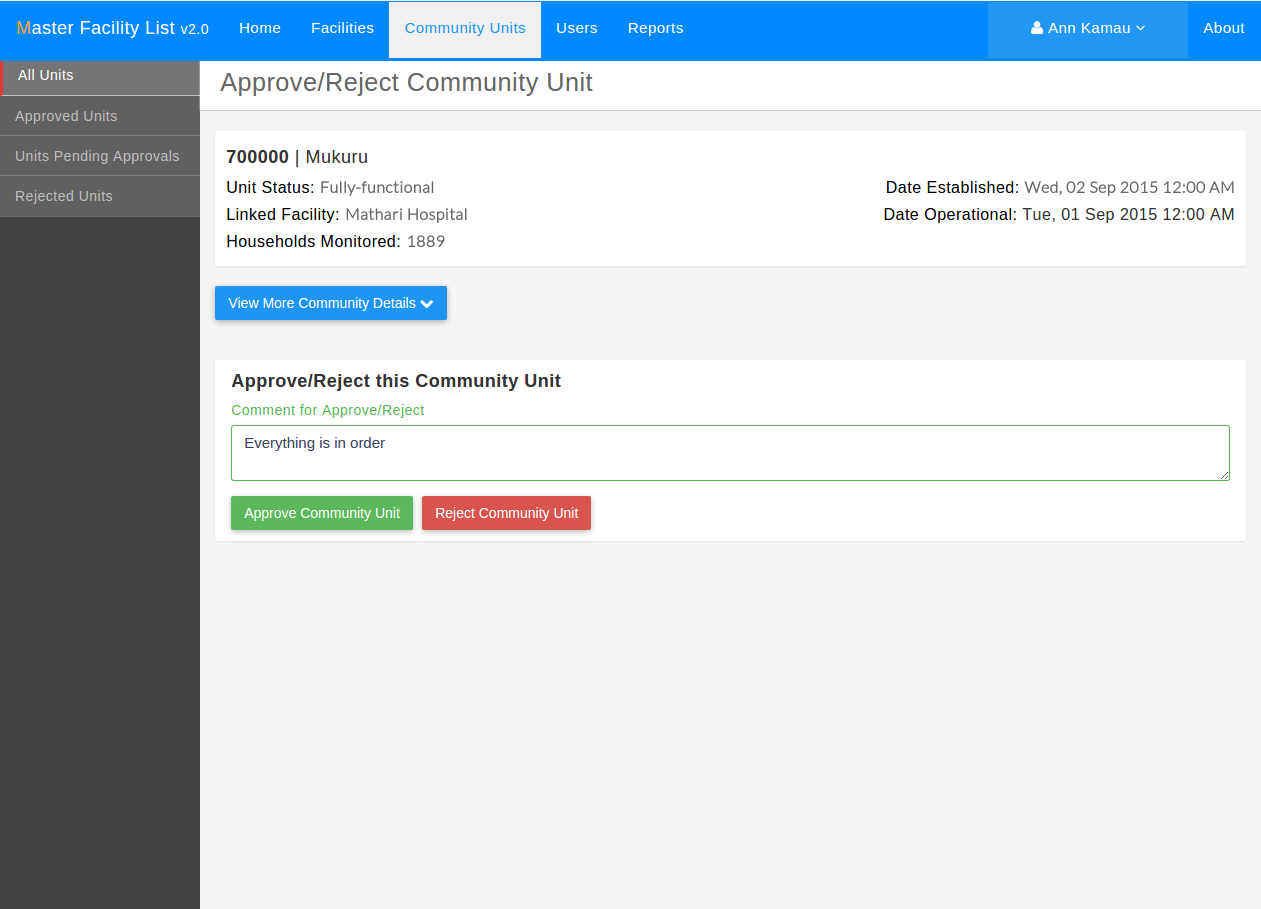 Master Facility List v2.0 Home Facilities Community Units Users Reports Ann Kamau About
All Units
Approved Units
Units Pending Approvals
Rejected Units
Approve/Reject Community Unit
700000 | Mukuru
Unit Status: Fully-functional Date Established: Wed, 02 Sep 2015 12:00 AM
Linked Facility: Mathari Hospital Date Operational: Tue, 01 Sep 2015 12:00 AM
Households Monitored: 1889
View More Community Details
Approve/Reject this Community Unit
Comment for Approve/Reject
Everything is in order
Approve Community Unit Reject Community Unit